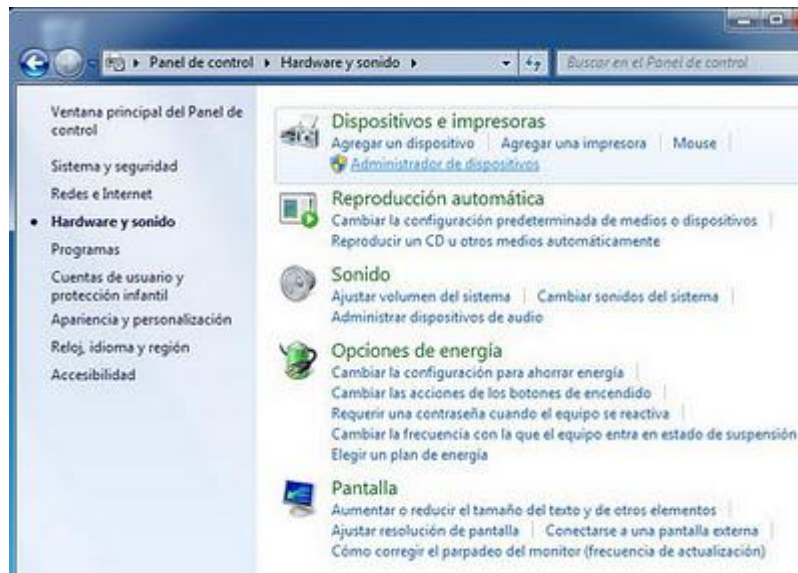 Panel de control Hardware y sonido Buscar en el Panel de control
Ventana principal del Panel de
control
Sistema y seguridad
Redes e Internet
Hardware y sonido
Programas
Cuentas de usuario y
protección infantil
Apariencia y personalización
Reloj, idioma y región
Accesibilidad
Dispositivos e impresoras
Agregar un dispositivo Agregar una impresora Mouse
Administrador de dispositivos
Reproducción automática
Cambiar la configuración predeterminada de medios o dispositivos
Reproducir un CD u otros medios automáticamente
Sonido
Ajustar volumen del sistema Cambiar sonidos del sistema
Administrar dispositivos de audio
Opciones de energía
Cambiar la configuración para ahorrar energía
Cambiar las acciones de los botones de encendido
Requerir una contraseña cuando el equipo se reactiva
Cambiar la frecuencia con la que el equipo entra en estado de suspensión
Elegir un plan de energía
Pantalla
Aumentar o reducir el tamaño del texto y de otros elementos
Ajustar resolución de pantalla Conectarse a una pantalla externa
Cómo corregir el parpadeo del monitor (frecuencia de actualización)